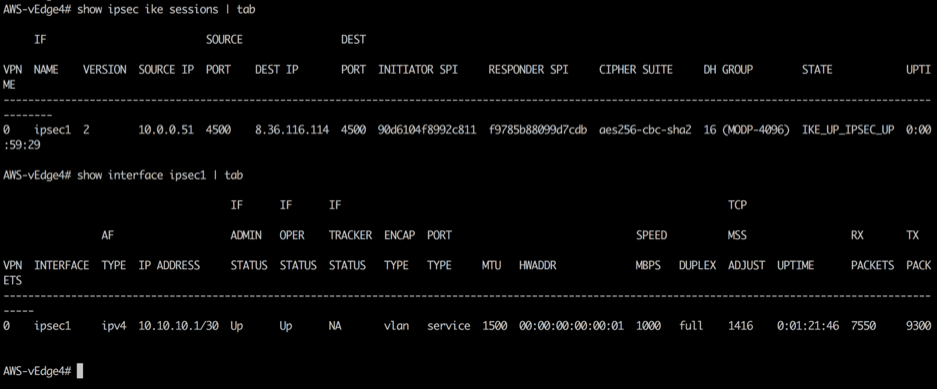 AWS-vEdge4# show ipsec ike sessions | tab
IF SOURCE DEST
VPN NAME VERSION SOURCE IP PORT DEST IP PORT INITIATOR SPI RESPONDER SPI CIPHER SUITE DH GROUP STATE UPTI
ME
--------------------------------------------------------------------------------------------------------------------------------------------------------
--------
0 ipsec1 2 10.0.0.51 4500 8.36.116.114 4500 90d6104f8992c811 f9785b88099d7cdb aes256-cbc-sha2 16 (MODP-4096) IKE_UP_IPSEC_UP 0:00
:59:29
AWS-vEdge4# show interface ipsec1 | tab
IF IF IF TCP
AF ADMIN OPER TRACKER ENCAP PORT SPEED MSS RX TX
VPN INTERFACE TYPE IP ADDRESS STATUS STATUS STATUS TYPE TYPE MTU HWADDR MBPS DUPLEX ADJUST UPTIME PACKETS PACK
ETS
--------------------------------------------------------------------------------------------------------------------------------------------------------
-----
0 ipsec1 ipv4 10.10.10.1/30 Up Up NA vlan service 1500 00:00:00:00:00:01 1000 full 1416 0:01:21:46 7550 9300
AWS-vEdge4#